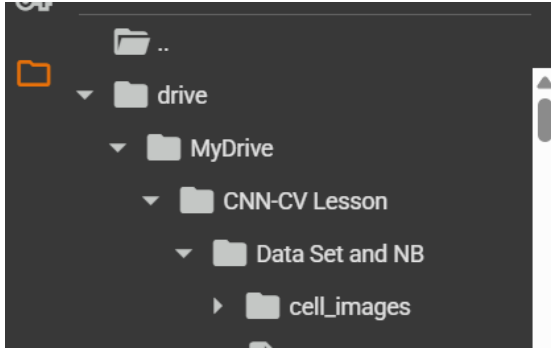 ..
drive
MyDrive
CNN-CV Lesson
Data Set and NB
cell_images